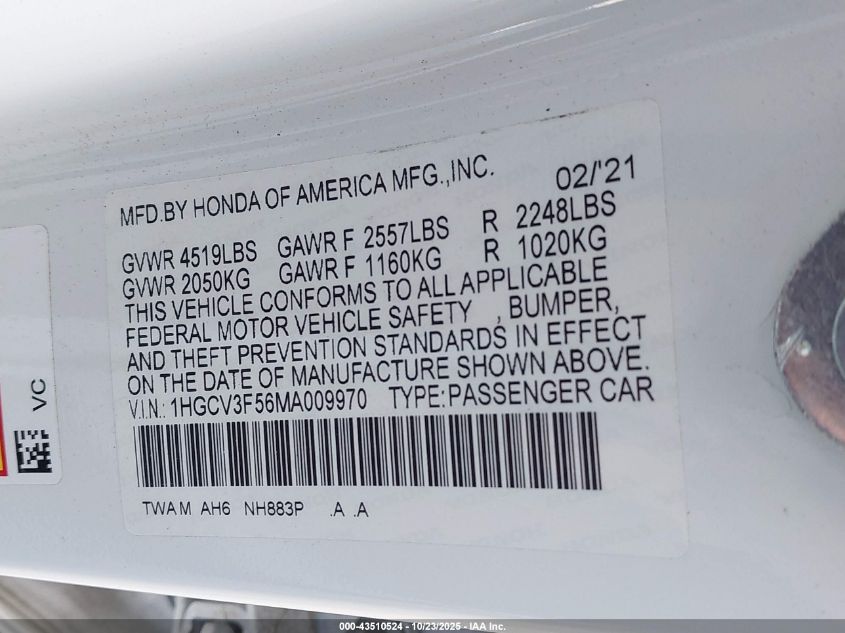 MFD.BY HONDA OF AMERICA MFG.,INC. 02/'21
GVWR 4519LBS GAWR F 2557LBS R 2248LBS
GVWR 2050KG GAWR F 1160KG R 1020KG
THIS VEHICLE CONFORMS TO ALL APPLICABLE
FEDERAL MOTOR VEHICLE SAFETY , BUMPER,
AND THEFT PREVENTION STANDARDS IN EFFECT
ON THE DATE OF MANUFACTURE SHOWN ABOVE.
V.I.N.: 1HGCV3F56MA009970 TYPE:PASSENGER CAR
TWAM AH6 NH883P .A .A
VC
000-43510524 - 10/23/2025 - IAA Inc.